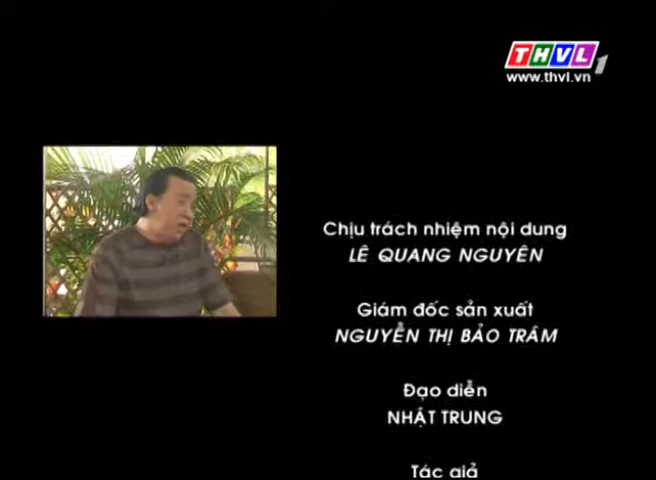 THVL1
www.thvl.vn
Chịu trách nhiệm nội dung
LÊ QUANG NGUYÊN
Giám đốc sản xuất
NGUYỄN THỊ BẢO TRÂM
Đạo diễn
NHẬT TRUNG
Tác giả